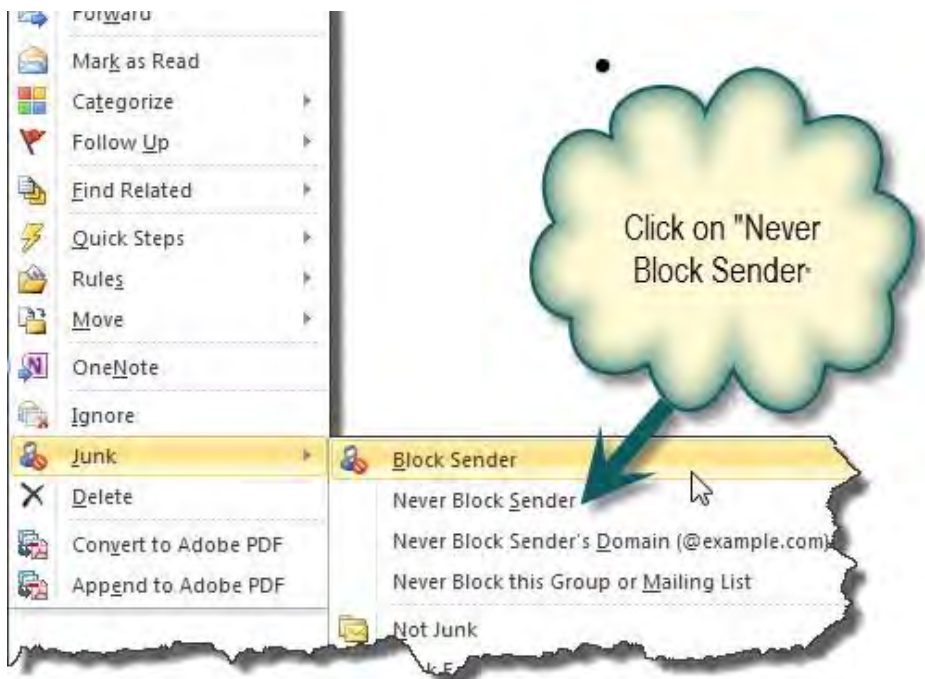 Forward
Mark as Read
Categorize
Follow Up
Find Related
Quick Steps
Rules
Move
OneNote
Ignore
Junk
Delete
Convert to Adobe PDF
Append to Adobe PDF
Click on "Never
Block Sender"
Block Sender
Never Block Sender
Never Block Sender's Domain (@example.com)
Never Block this Group or Mailing List
Not Junk